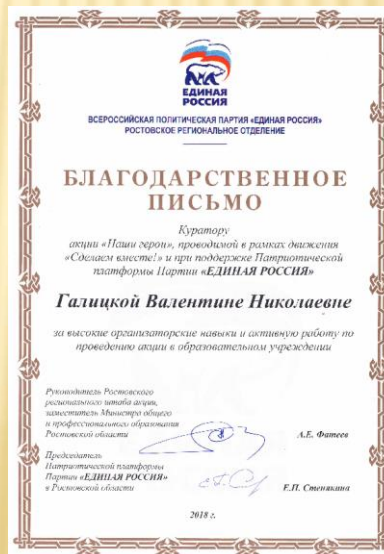 ЕДИНАЯ
РОССИЯ
ВСЕРОССИЙСКАЯ ПОЛИТИЧЕСКАЯ ПАРТИЯ «ЕДИНАЯ РОССИЯ»
РОСТОВСКОЕ РЕГИОНАЛЬНОЕ ОТДЕЛЕНИЕ
БЛАГОДАРСТВЕННОЕ
ПИСЬМО
Куратору
акции «Наши герои», проводимой в рамках движения
«Сделаем вместе!» и при поддержке Патриотической
платформы Партии «ЕДИНАЯ РОССИЯ»
Галицкой Валентине Николаевне
за высокие организаторские навыки и активную работу по
проведению акции в образовательном учреждении
Руководитель Ростовского
регионального штаба акции,
заместитель Министра общего
и профессионального образования
Ростовской области А.Е. Фатеев
Председатель
Патриотической платформы
Партии «ЕДИНАЯ РОССИЯ»
в Ростовской области Е.П. Стенякина
2018 г.